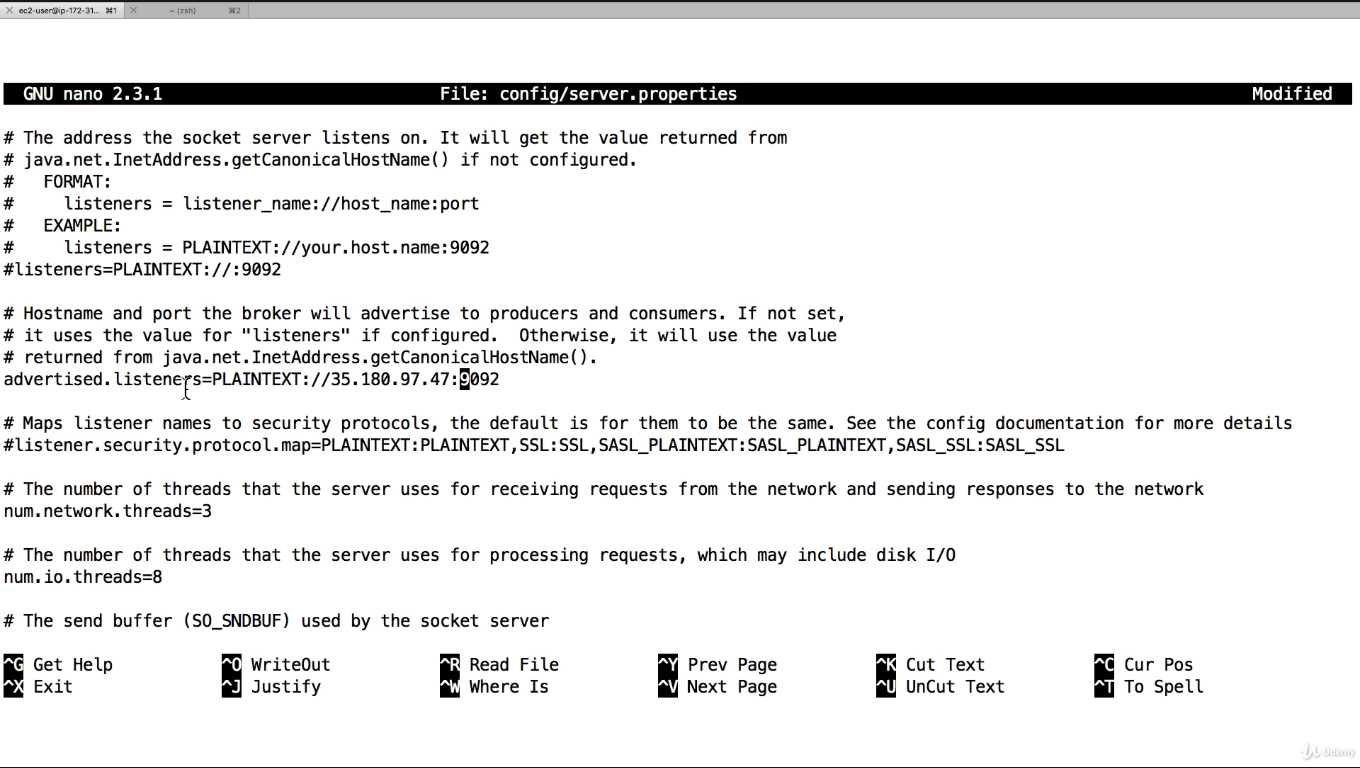 ec2-user@ip-172-31... ⌘1 ~ (zsh) ⌘2
GNU nano 2.3.1 File: config/server.properties Modified
# The address the socket server listens on. It will get the value returned from
# java.net.InetAddress.getCanonicalHostName() if not configured.
#   FORMAT:
#     listeners = listener_name://host_name:port
#   EXAMPLE:
#     listeners = PLAINTEXT://your.host.name:9092
#listeners=PLAINTEXT://:9092
# Hostname and port the broker will advertise to producers and consumers. If not set,
# it uses the value for "listeners" if configured.  Otherwise, it will use the value
# returned from java.net.InetAddress.getCanonicalHostName().
advertised.listeners=PLAINTEXT://35.180.97.47:9092
# Maps listener names to security protocols, the default is for them to be the same. See the config documentation for more details
#listener.security.protocol.map=PLAINTEXT:PLAINTEXT,SSL:SSL,SASL_PLAINTEXT:SASL_PLAINTEXT,SASL_SSL:SASL_SSL
# The number of threads that the server uses for receiving requests from the network and sending responses to the network
num.network.threads=3
# The number of threads that the server uses for processing requests, which may include disk I/O
num.io.threads=8
# The send buffer (SO_SNDBUF) used by the socket server
^G Get Help ^O WriteOut ^R Read File ^Y Prev Page ^K Cut Text ^C Cur Pos
^X Exit ^J Justify ^W Where Is ^V Next Page ^U UnCut Text ^T To Spell
Udemy